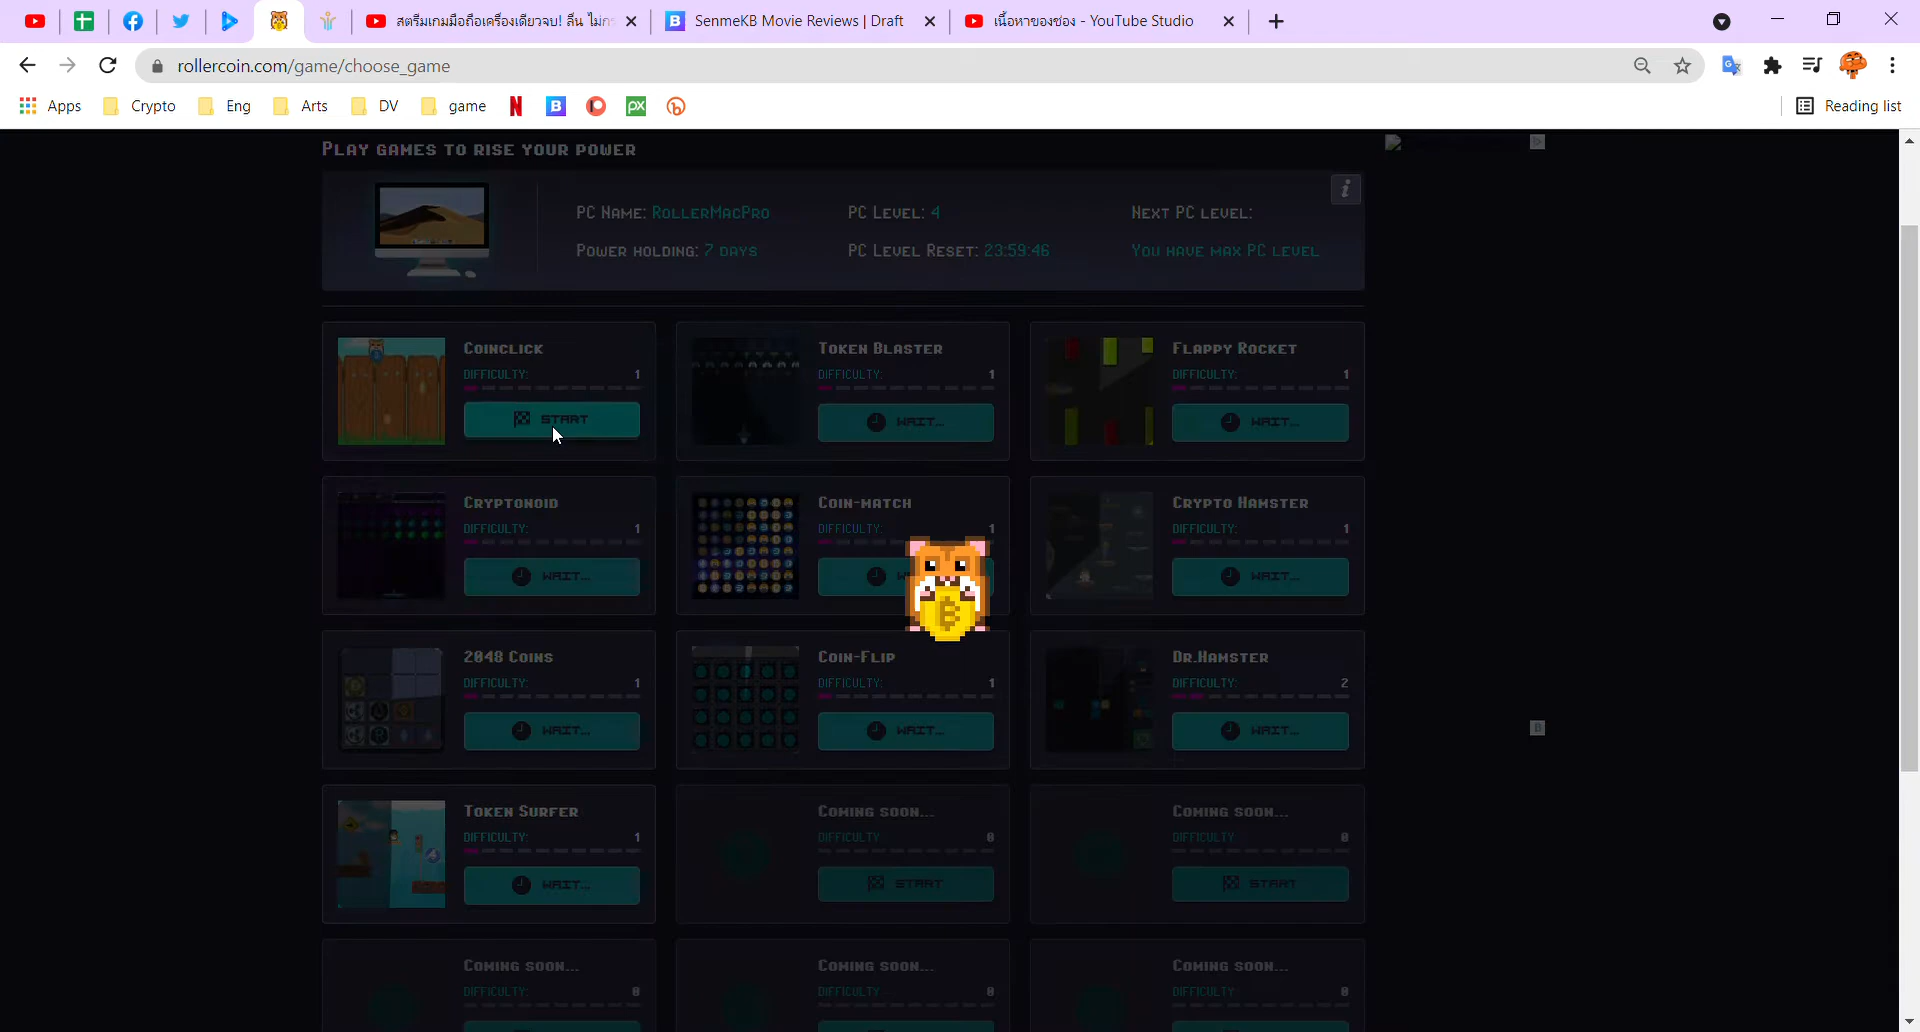 สตรีมเกมมือถือเครื่องเดียวจบ! ลื่น ไม่กร
SenmeKB Movie Reviews | Draft
เนื้อหาของช่อง - YouTube Studio
rollercoin.com/game/choose_game
Apps
Crypto
Eng
Arts
DV
game
N
B
PX
Reading list
PLAY GAMES TO RISE YOUR POWER
PC NAME: ROLLERMACPRO
PC LEVEL: 4
NEXT PC LEVEL:
POWER HOLDING: 7 DAYS
PC LEVEL RESET: 23:59:46
YOU HAVE MAX PC LEVEL
i
COINCLICK
DIFFICULTY: 1
START
TOKEN BLASTER
DIFFICULTY: 1
WAIT...
FLAPPY ROCKET
DIFFICULTY: 1
WAIT...
CRYPTONOID
DIFFICULTY: 1
WAIT...
COIN-MATCH
DIFFICULTY: 1
CRYPTO HAMSTER
DIFFICULTY: 1
WAIT...
2048 COINS
DIFFICULTY: 1
WAIT...
COIN-FLIP
DIFFICULTY: 1
WAIT...
DR.HAMSTER
DIFFICULTY: 2
WAIT...
TOKEN SURFER
DIFFICULTY: 1
WAIT...
COMING SOON...
DIFFICULTY: 0
START
COMING SOON...
DIFFICULTY: 0
START
COMING SOON...
DIFFICULTY: 0
COMING SOON...
DIFFICULTY: 0
COMING SOON...
DIFFICULTY: 0